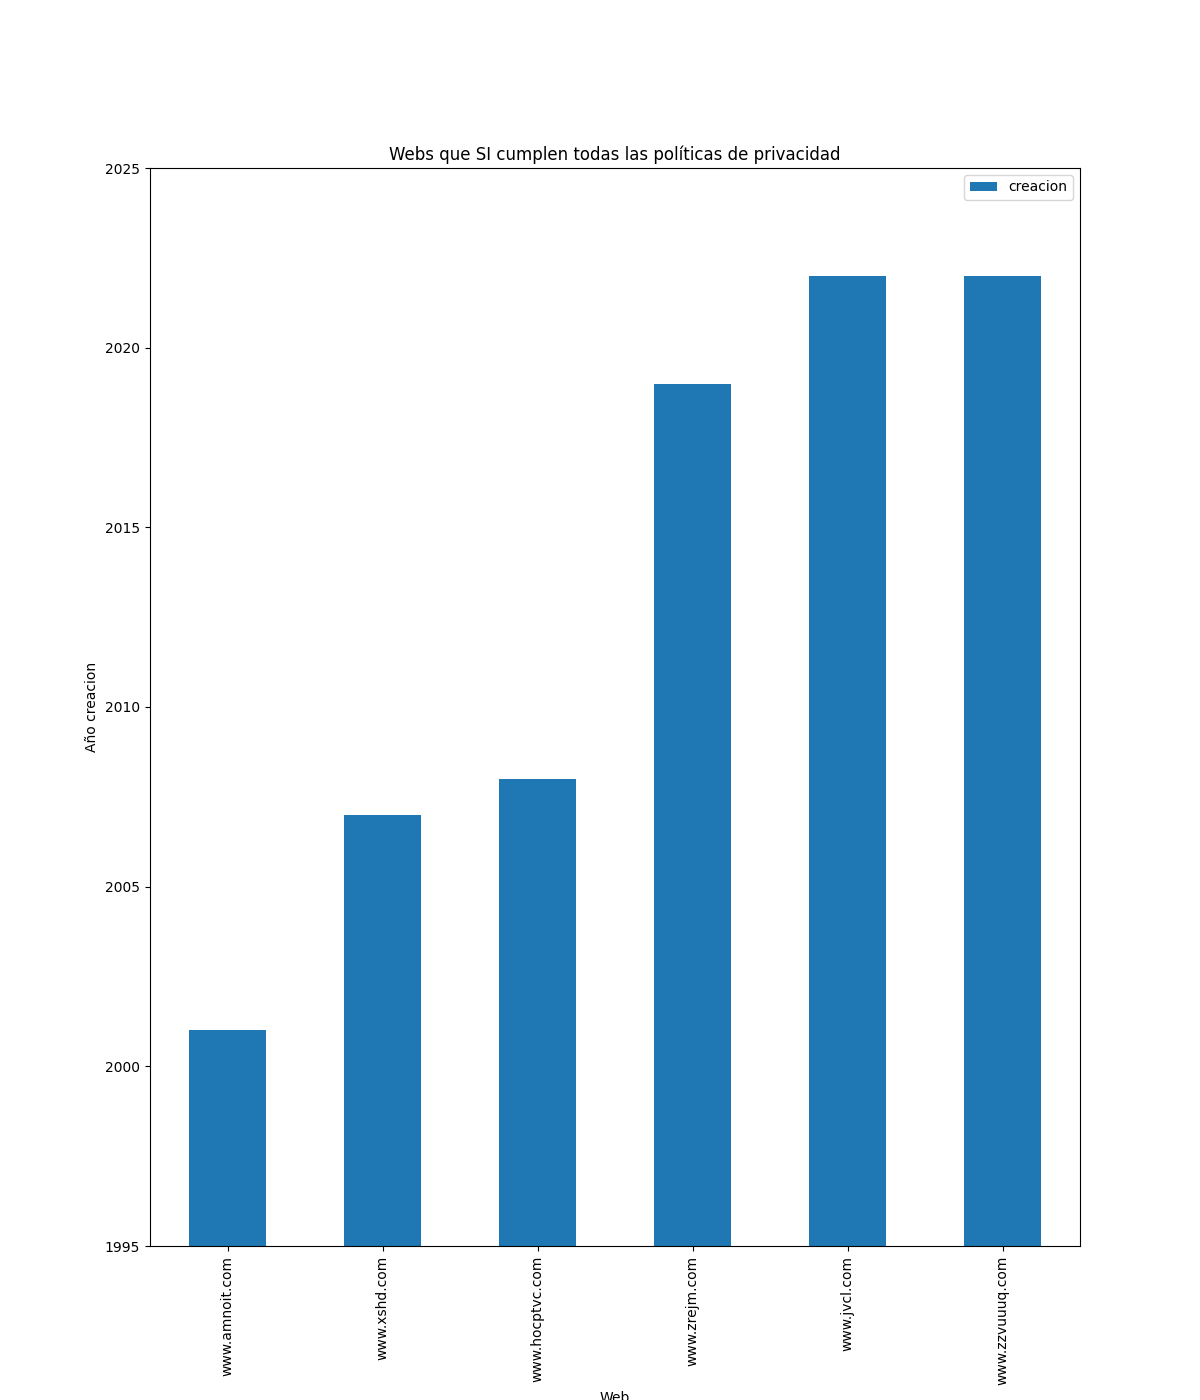 Webs que SI cumplen todas las políticas de privacidad
creacion
2025
2020
2015
2010
2005
2000
1995
Año creacion
www.amnoit.com
www.xshd.com
www.hocptvc.com
www.zrejm.com
www.jvcl.com
www.zzvuuuq.com
Web